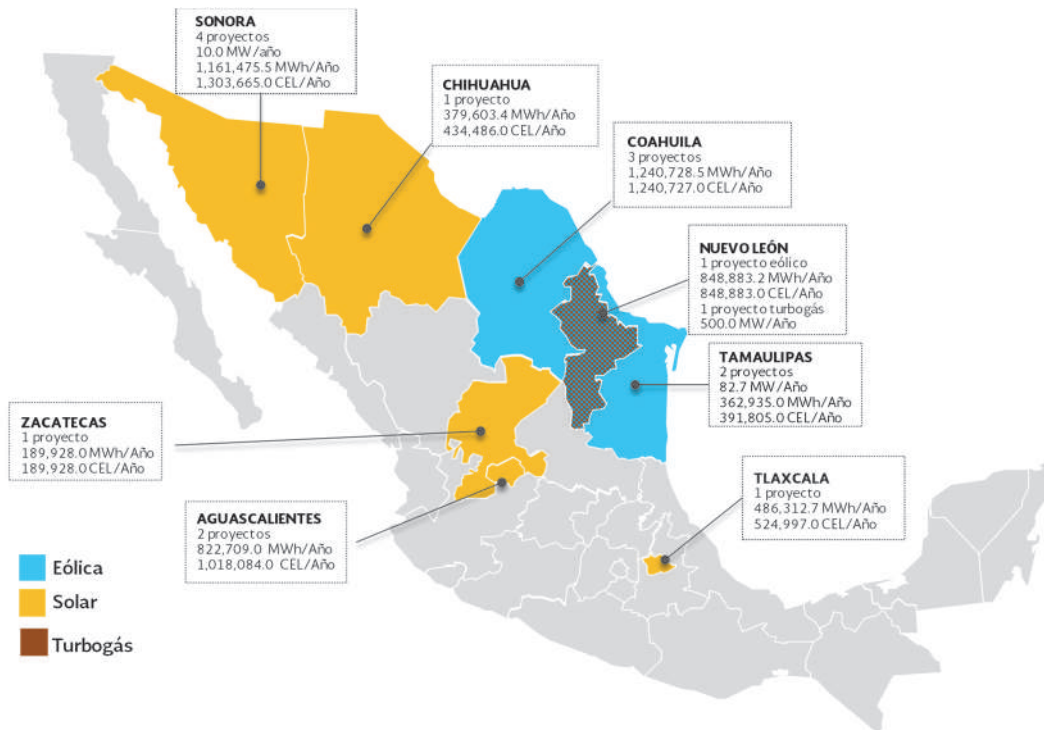 SONORA
4 proyectos
10.0 MW/año
1,161,475.5 MWh/Año
1,303,665.0 CEL/Año
CHIHUAHUA
1 proyecto
379,603.4 MWh/Año
434,486.0 CEL/Año
COAHUILA
3 proyectos
1,240,728.5 MWh/Año
1,240,727.0 CEL/Año
NUEVO LEÓN
1 proyecto eólico
848,883.2 MWh/Año
848,883.0 CEL/Año
1 proyecto turbogás
500.0 MW/Año
TAMAULIPAS
2 proyectos
82.7 MW/Año
362,935.0 MWh/Año
391,805.0 CEL/Año
ZACATECAS
1 proyecto
189,928.0 MWh/Año
189,928.0 CEL/Año
AGUASCALIENTES
2 proyectos
822,709.0 MWh/Año
1,018,084.0 CEL/Año
TLAXCALA
1 proyecto
486,312.7 MWh/Año
524,997.0 CEL/Año
Eólica
Solar
Turbogás